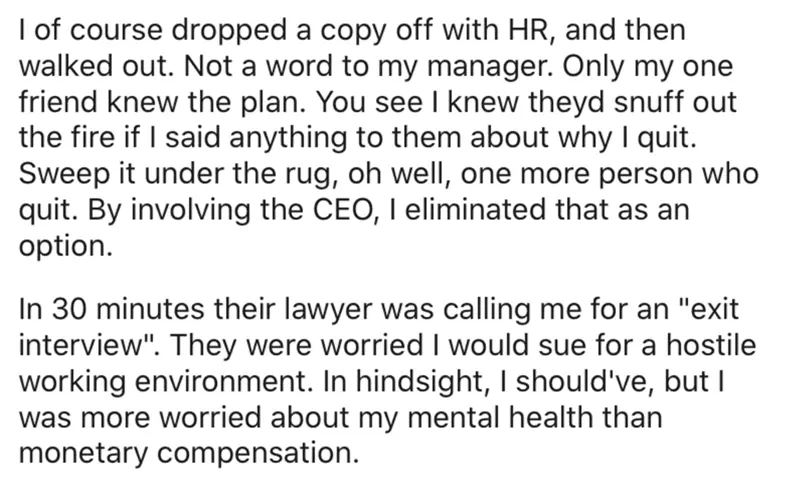 I of course dropped a copy off with HR, and then
walked out. Not a word to my manager. Only my one
friend knew the plan. You see I knew theyd snuff out
the fire if I said anything to them about why I quit.
Sweep it under the rug, oh well, one more person who
quit. By involving the CEO, I eliminated that as an
option.
In 30 minutes their lawyer was calling me for an "exit
interview". They were worried I would sue for a hostile
working environment. In hindsight, I should've, but I
was more worried about my mental health than
monetary compensation.